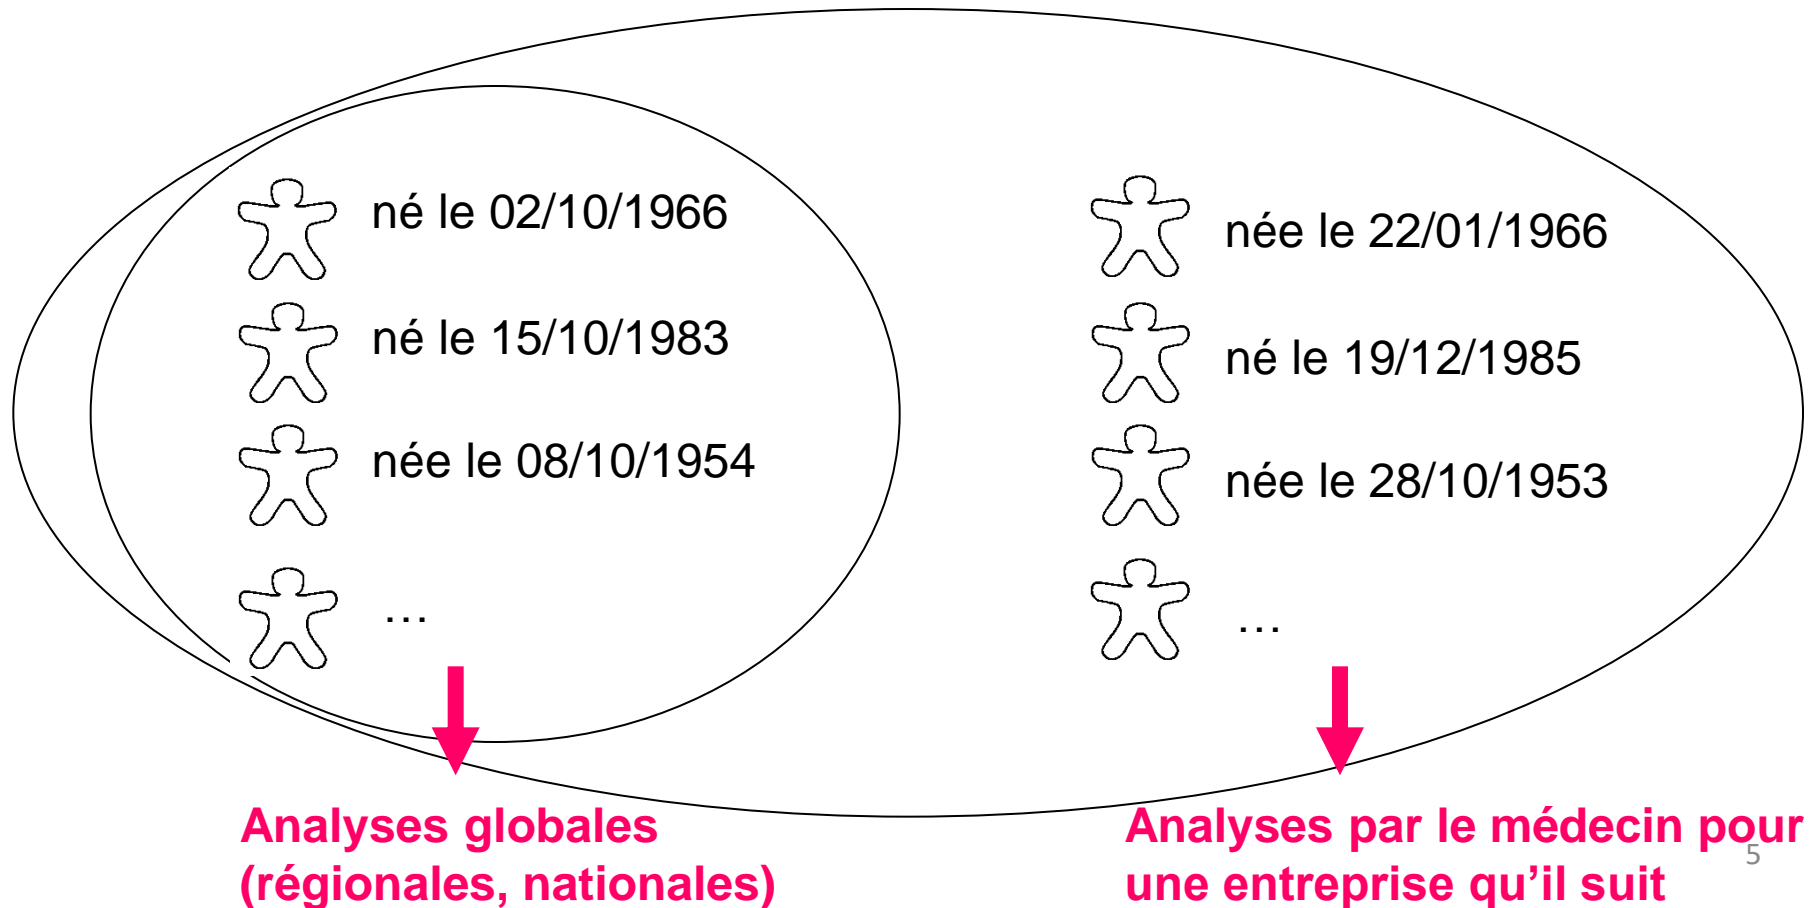 né le 02/10/1966
né le 15/10/1983
née le 08/10/1954
…
née le 22/01/1966
né le 19/12/1985
née le 28/10/1953
…
Analyses globales
(régionales, nationales)
Analyses par le médecin pour
une entreprise qu’il suit
5